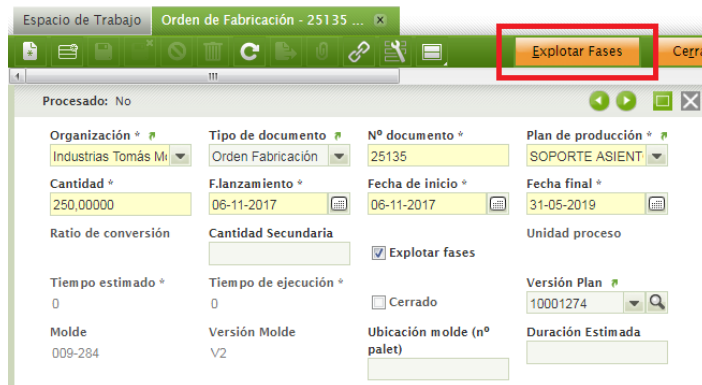 Espacio de Trabajo Orden de Fabricación - 25135 ...
Explotar Fases Cerra
Procesado: No
Organización * Tipo de documento Nº documento * Plan de producción *
Industrias Tomás Mo Orden Fabricación 25135 SOPORTE ASIENT
Cantidad * F.lanzamiento * Fecha de inicio * Fecha final *
250,00000 06-11-2017 06-11-2017 31-05-2019
Ratio de conversión Cantidad Secundaria Explotar fases Unidad proceso
Tiempo estimado * Tiempo de ejecución * Cerrado Versión Plan
0 0 10001274
Molde Versión Molde Ubicación molde (nº Duración Estimada
palet)
009-284 V2